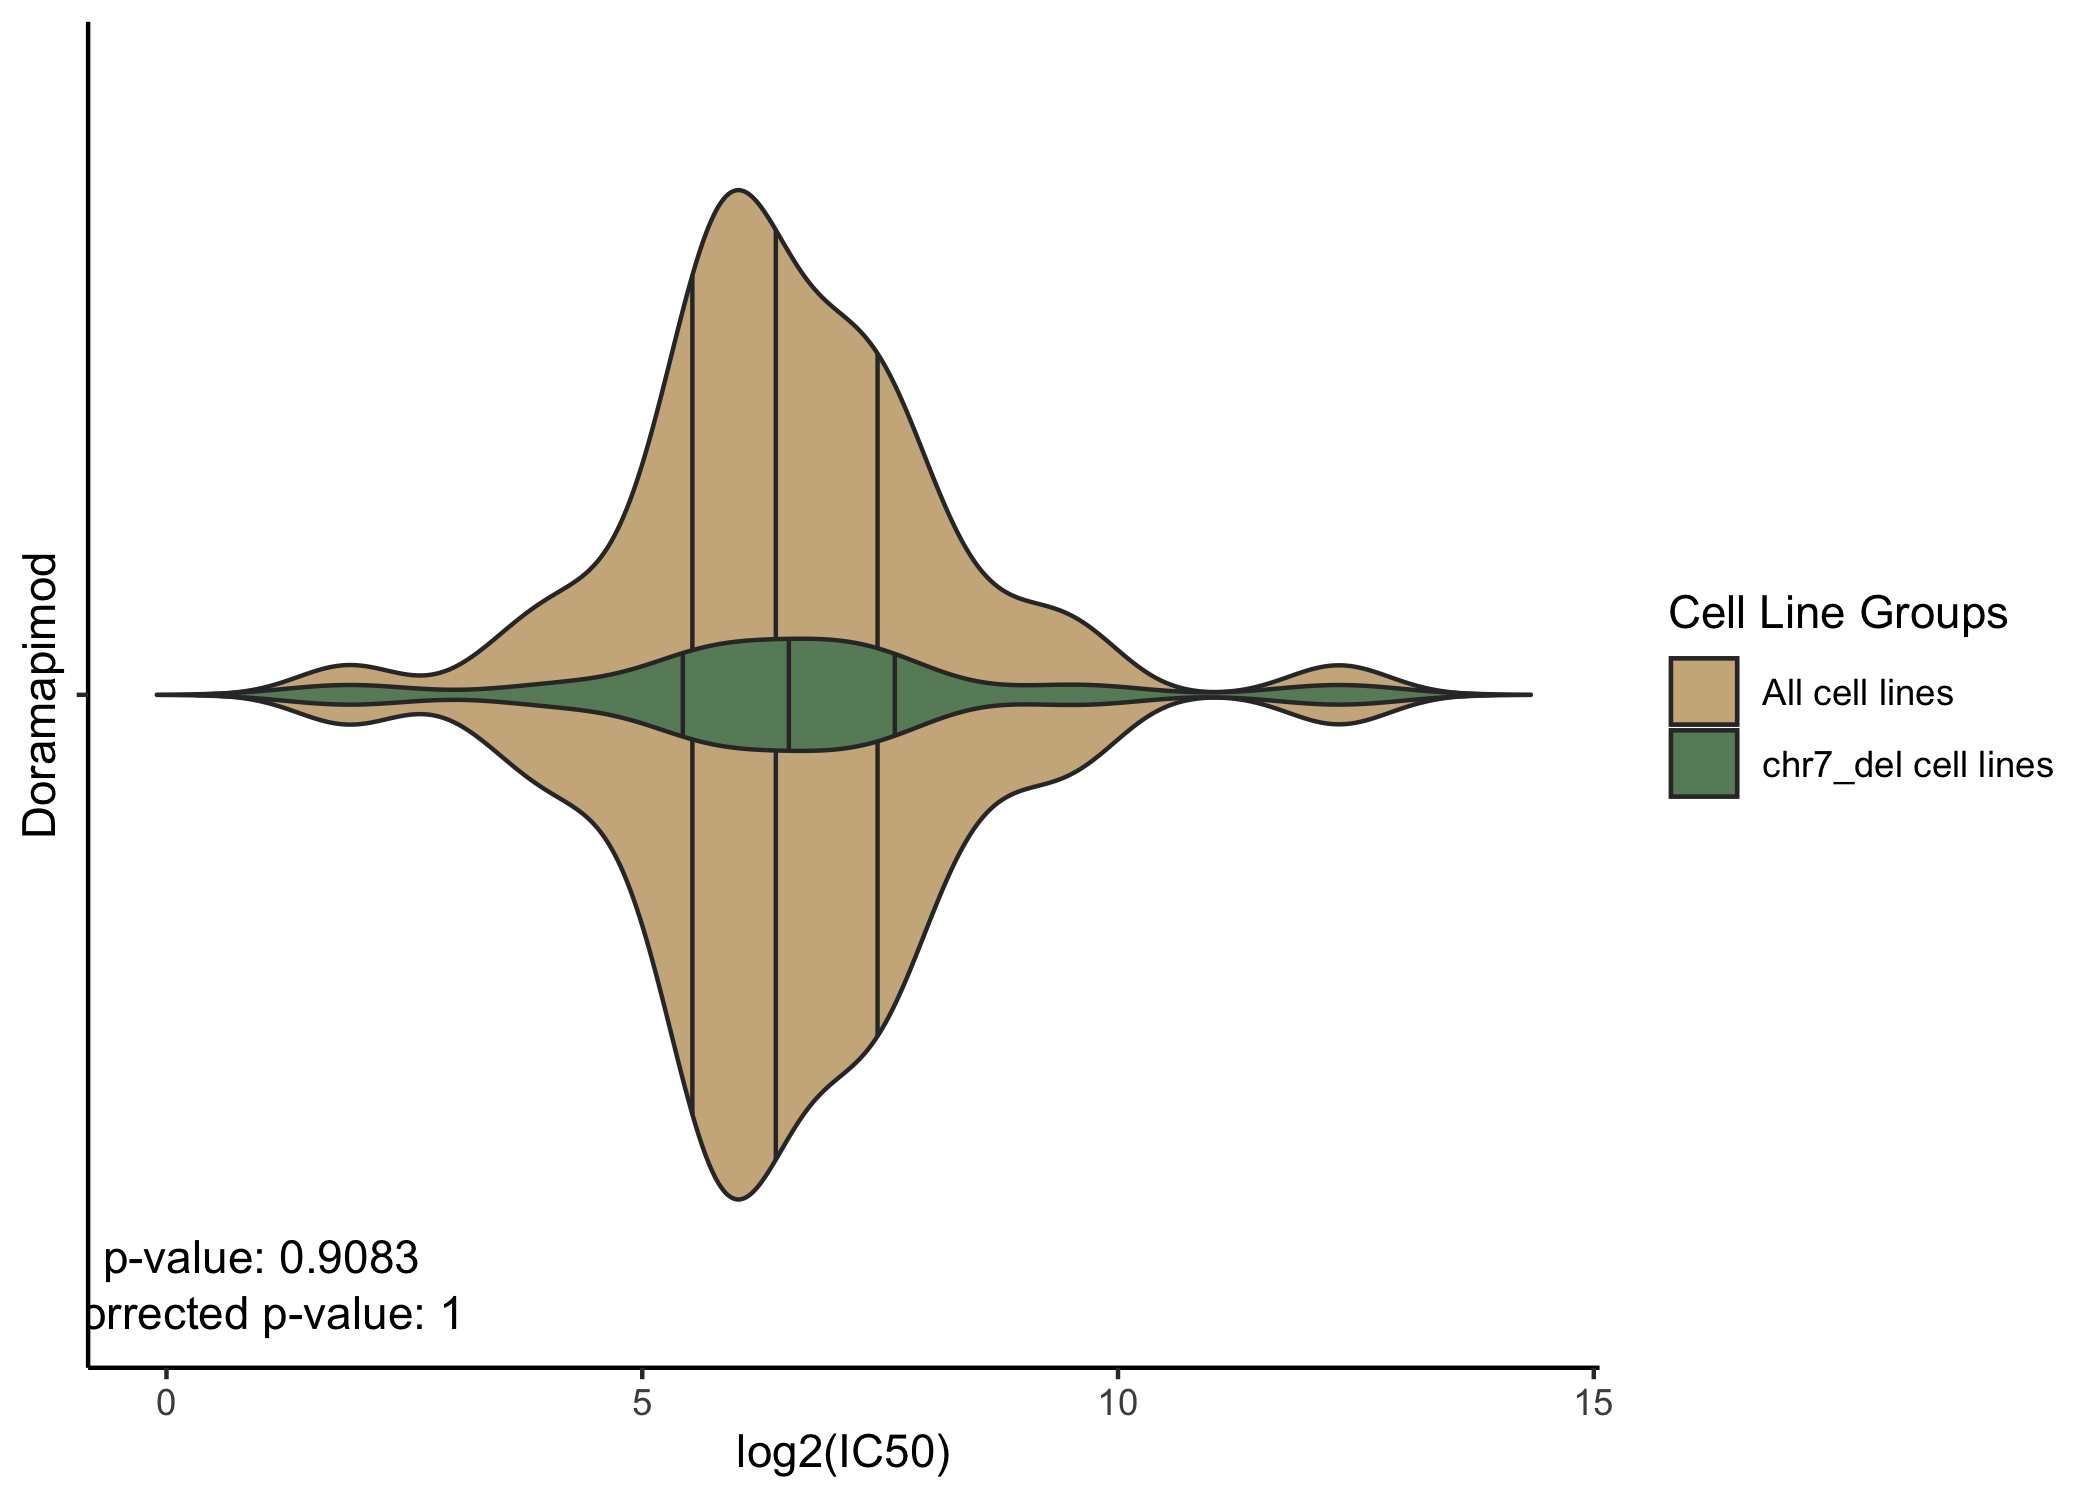 Doramapimod
p-value: 0.9083
orrected p-value: 1
0 5 10 15
log2(IC50)
Cell Line Groups
All cell lines
chr7_del cell lines